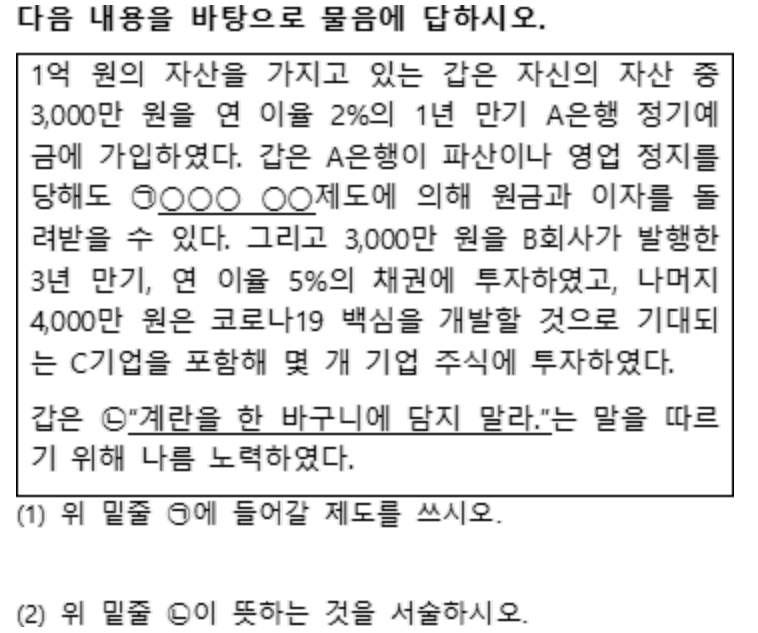 다음 내용을 바탕으로 물음에 답하시오.
1억 원의 자산을 가지고 있는 갑은 자신의 자산 중
3,000만 원을 연 이율 2%의 1년 만기 A은행 정기예
금에 가입하였다. 갑은 A은행이 파산이나 영업 정지를
당해도 ㉠○○○ ○○제도에 의해 원금과 이자를 돌
려받을 수 있다. 그리고 3,000만 원을 B회사가 발행한
3년 만기, 연 이율 5%의 채권에 투자하였고, 나머지
4,000만 원은 코로나19 백심을 개발할 것으로 기대되
는 C기업을 포함해 몇 개 기업 주식에 투자하였다.
갑은 ㉡“계란을 한 바구니에 담지 말라.”는 말을 따르
기 위해 나름 노력하였다.
(1) 위 밑줄 ㉠에 들어갈 제도를 쓰시오.
(2) 위 밑줄 ㉡이 뜻하는 것을 서술하시오.